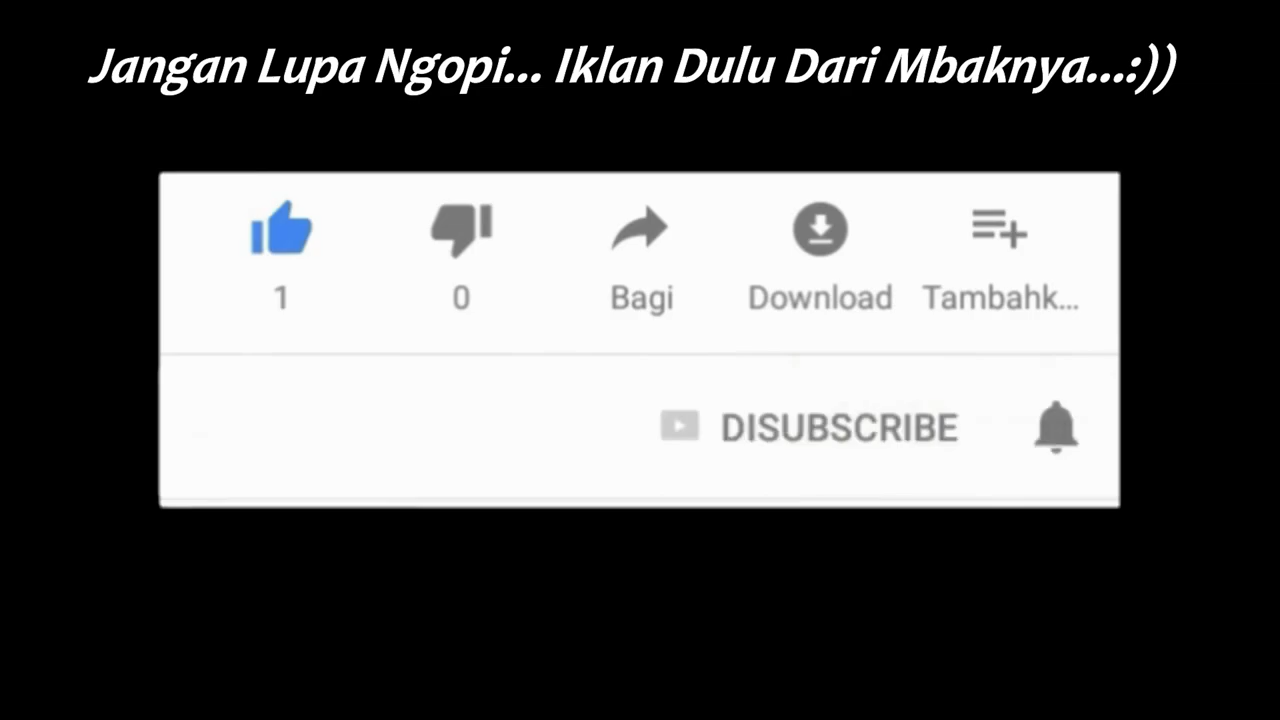 Jangan Lupa Ngopi... Iklan Dulu Dari Mbaknya...:))
1 0 Bagi Download Tambahk...
DISUBSCRIBE